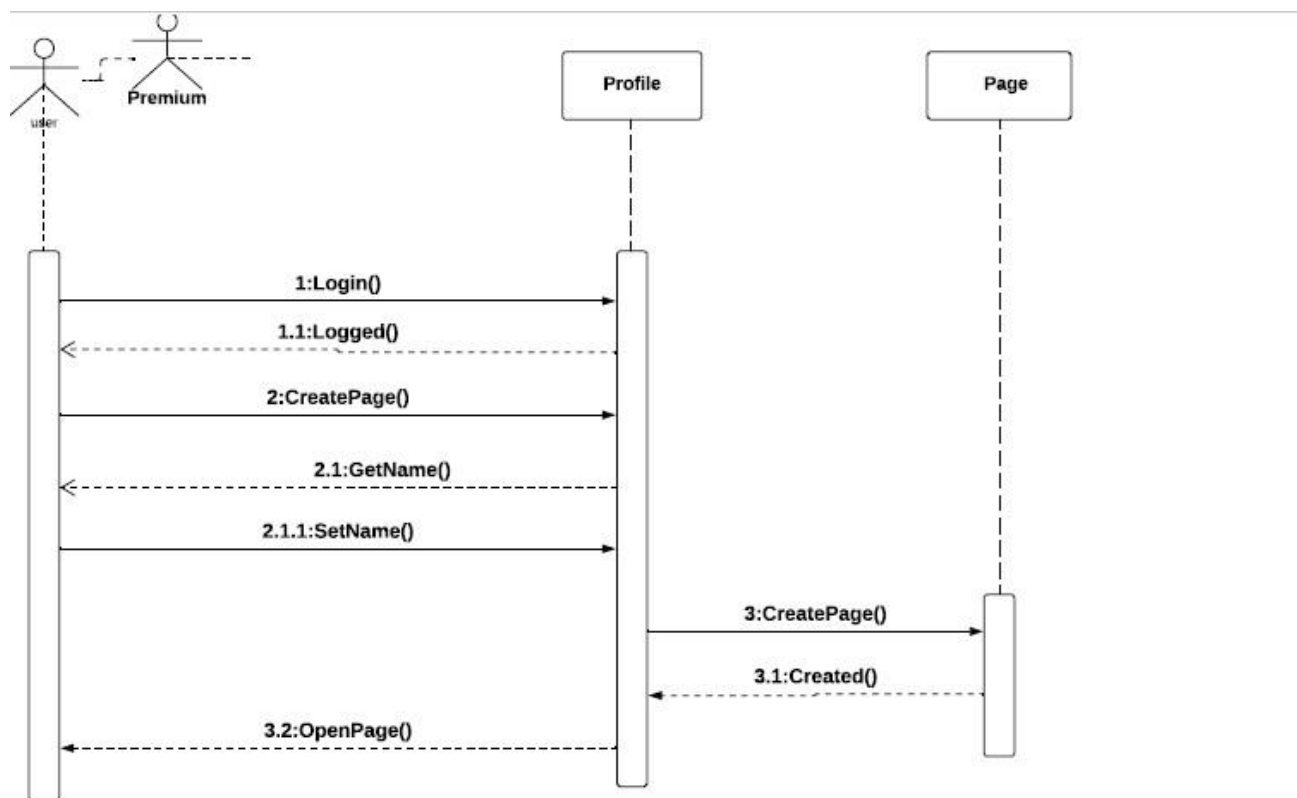 Premium
user
Profile
Page
1:Login()
1.1:Logged()
2:CreatePage()
2.1:GetName()
2.1.1:SetName()
3:CreatePage()
3.1:Created()
3.2:OpenPage()